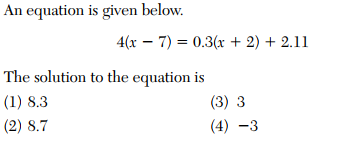 An equation is given below.
4(x − 7) = 0.3(x + 2) + 2.11
The solution to the equation is
(1) 8.3 (3) 3
(2) 8.7 (4) −3